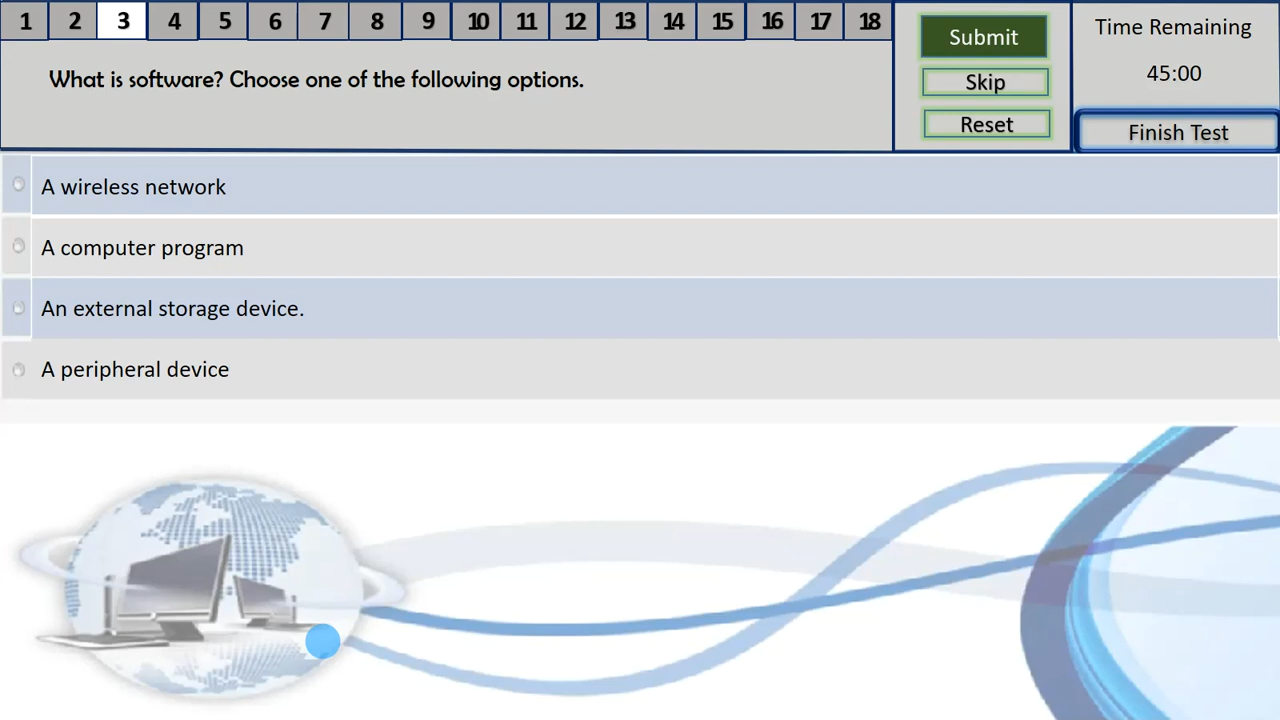 1 2 3 4 5 6 7 8 9 10 11 12 13 14 15 16 17 18
What is software? Choose one of the following options.
Submit
Skip
Reset
Time Remaining
45:00
Finish Test
A wireless network
A computer program
An external storage device.
A peripheral device